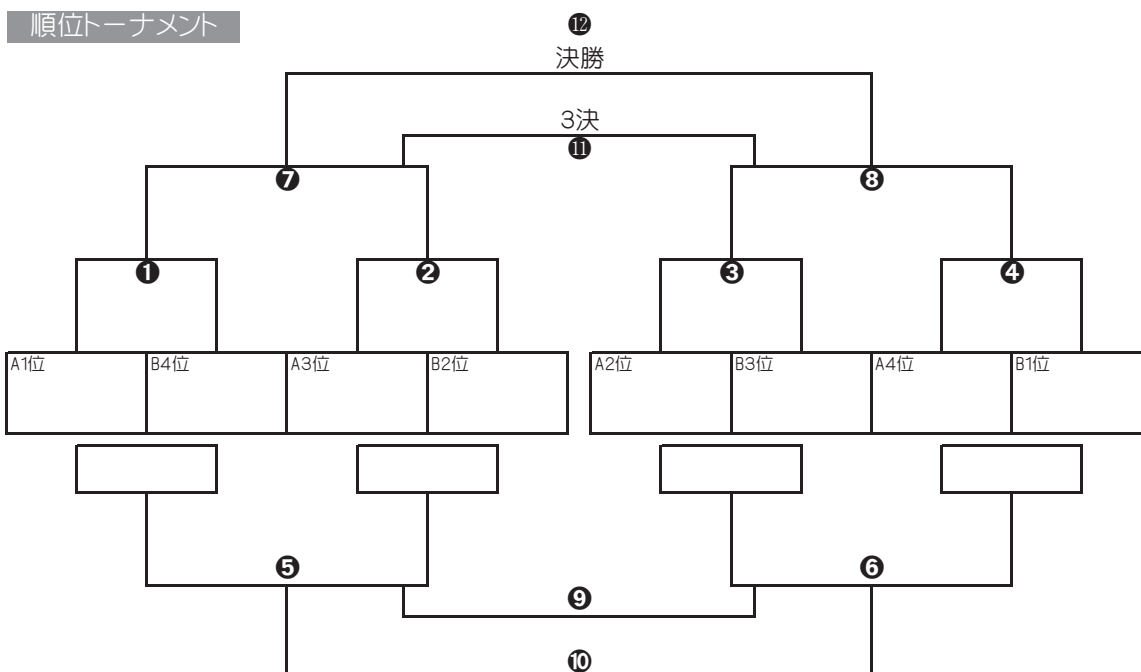 順位トーナメント
⓬
決勝
3決
⓫
❼ ❽
❶ ❷ ❸ ❹
A1位 B4位 A3位 B2位 A2位 B3位 A4位 B1位
❺ ❻
❾
❿